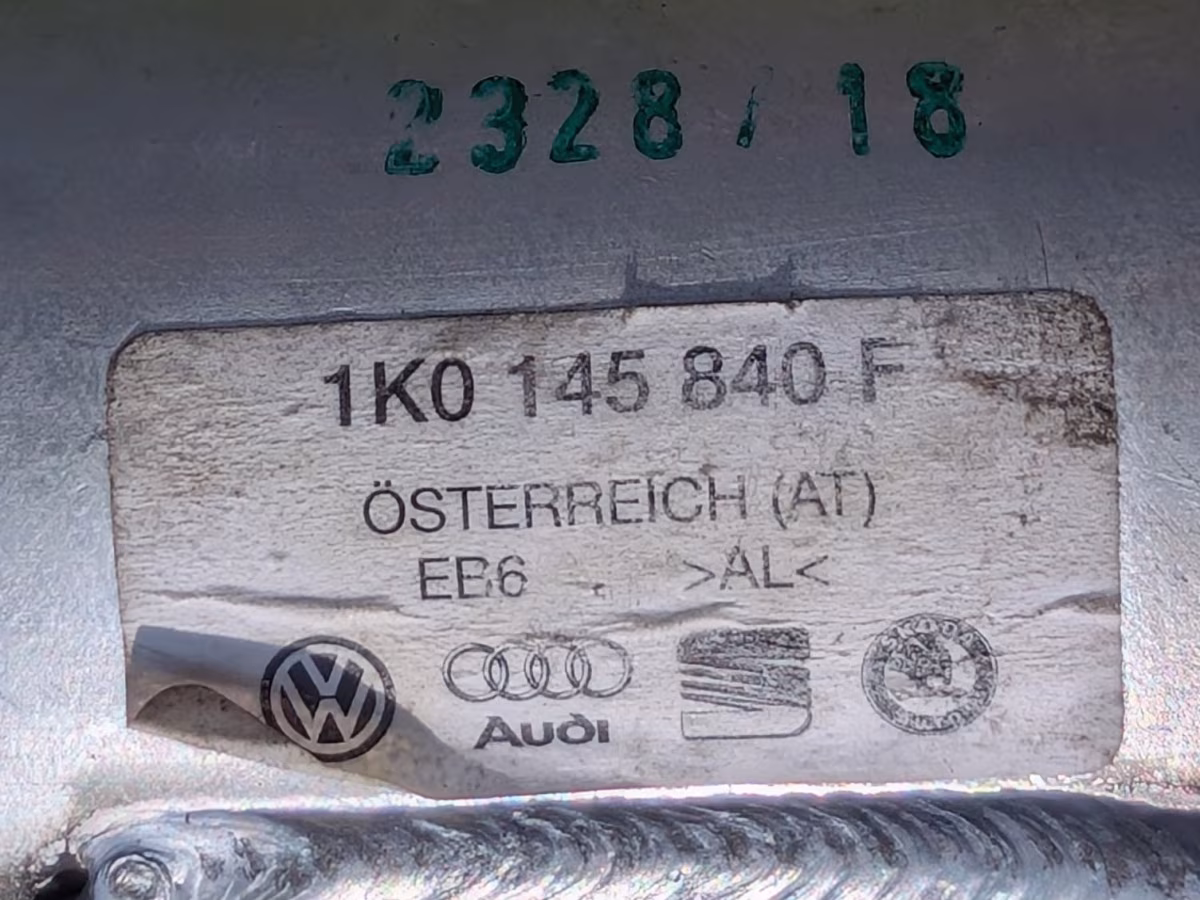 2328/18
1K0 145 840 F
ÖSTERREICH (AT)
EB6 >AL<
Audi